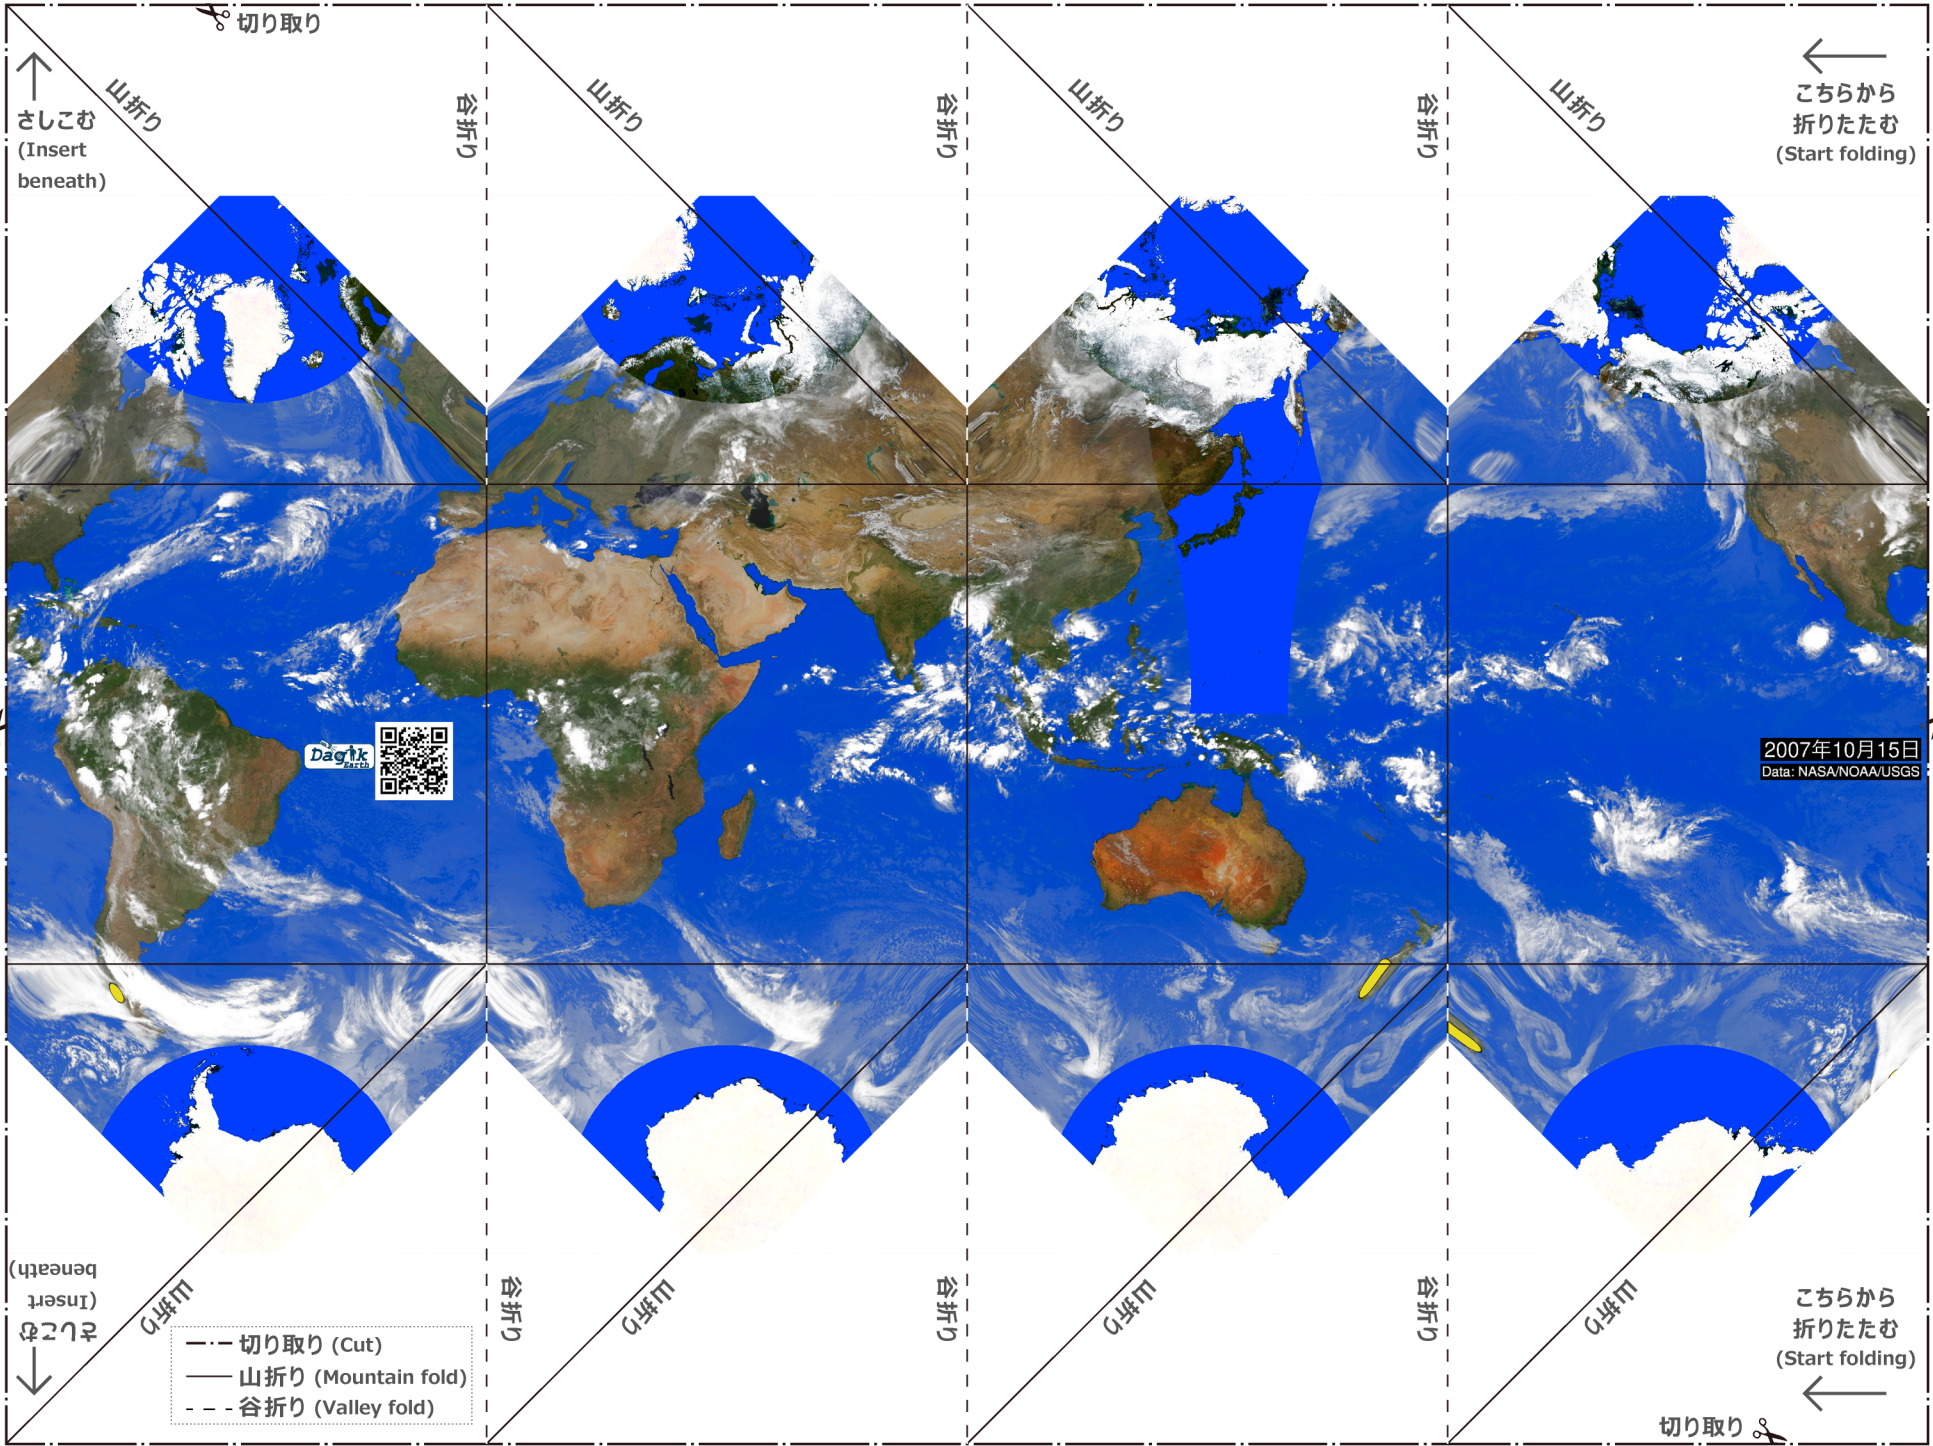 切り取り
山折り
谷折り
山折り
谷折り
山折り
谷折り
山折り
さしこむ
(Insert
beneath)
こちらから
折りたたむ
(Start folding)
Dagik
Earth
2007年10月15日
Data: NASA/NOAA/USGS
さしこむ
(Insert
beneath)
山折り
谷折り
山折り
谷折り
山折り
谷折り
山折り
切り取り (Cut)
山折り (Mountain fold)
谷折り (Valley fold)
こちらから
折りたたむ
(Start folding)
切り取り